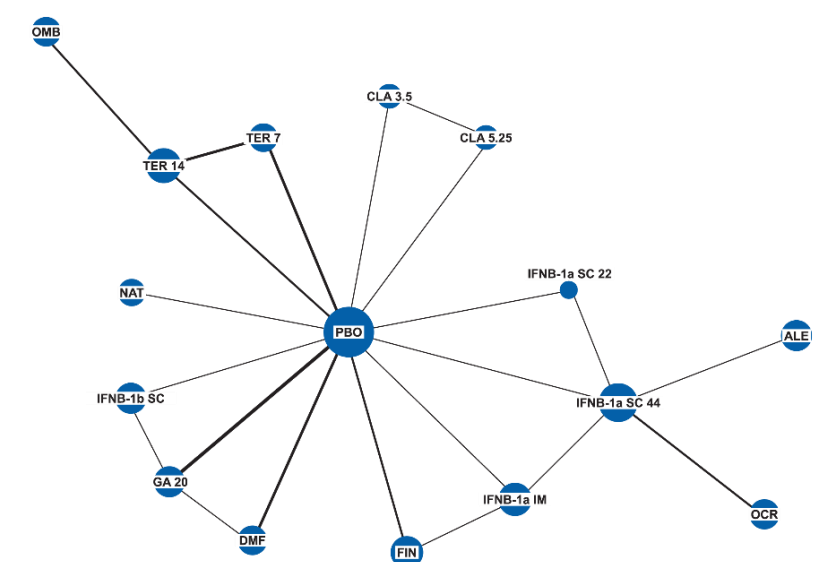 OMB
CLA 3.5
TER 7
CLA 5.25
TER 14
IFNB-1a SC 22
NAT
PBO
ALE
IFNB-1b SC
IFNB-1a SC 44
GA 20
IFNB-1a IM
OCR
DMF
FIN